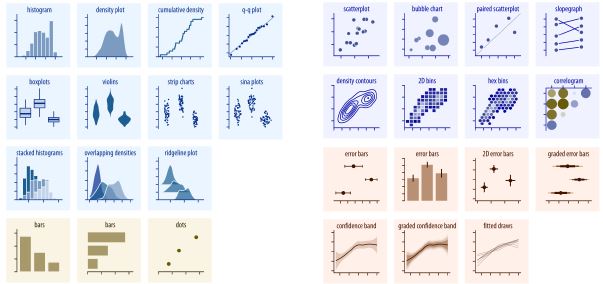 histogram density plot cumulative density q-q plot
boxplots violins strip charts sina plots
stacked histograms overlapping densities ridgeline plot
bars bars dots
scatterplot bubble chart paired scatterplot slopegraph
density contours 2D bins hex bins correlogram
error bars error bars 2D error bars graded error bars
confidence band graded confidence band fitted draws